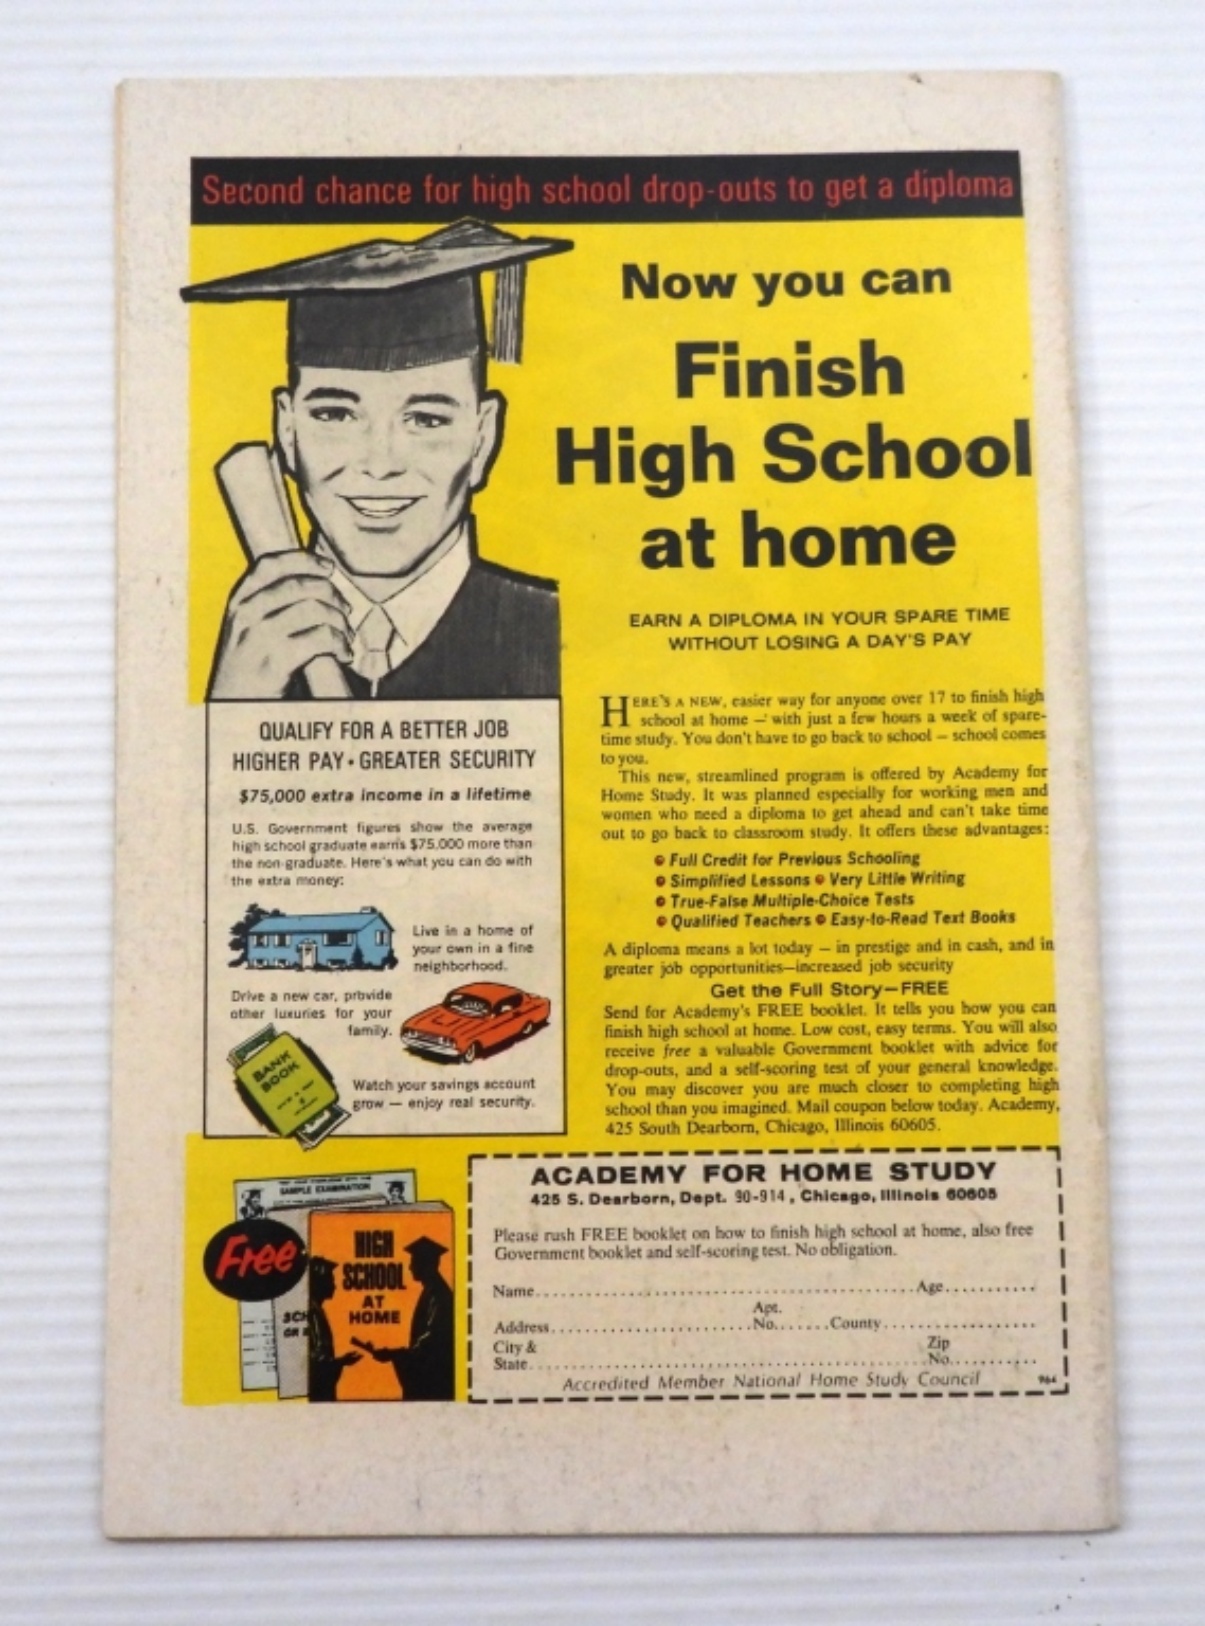 Second chance for high school drop-outs to get a diploma
Now you can
Finish
High School
at home
EARN A DIPLOMA IN YOUR SPARE TIME
WITHOUT LOSING A DAY'S PAY
HERE'S A NEW, easier way for anyone over 17 to finish high
school at home — with just a few hours a week of spare-
time study. You don't have to go back to school — school comes
to you.
This new, streamlined program is offered by Academy for
Home Study. It was planned especially for working men and
women who need a diploma to get ahead and can't take time
out to go back to classroom study. It offers these advantages:
• Full Credit for Previous Schooling
• Simplified Lessons • Very Little Writing
• True-False Multiple-Choice Tests
• Qualified Teachers • Easy-to-Read Text Books
A diploma means a lot today — in prestige and in cash, and in
greater job opportunities—increased job security
Get the Full Story—FREE
Send for Academy's FREE booklet. It tells you how you can
finish high school at home. Low cost, easy terms. You will also
receive free a valuable Government booklet with advice for
drop-outs, and a self-scoring test of your general knowledge.
You may discover you are much closer to completing high
school than you imagined. Mail coupon below today. Academy,
425 South Dearborn, Chicago, Illinois 60605.
QUALIFY FOR A BETTER JOB
HIGHER PAY • GREATER SECURITY
$75,000 extra income in a lifetime
U.S. Government figures show the average
high school graduate earns $75,000 more than
the non-graduate. Here's what you can do with
the extra money:
Live in a home of
your own in a fine
neighborhood.
Drive a new car, provide
other luxuries for your
family.
BANK
BOOK
Watch your savings account
grow — enjoy real security.
SAMPLE EXAMINATION
Free
HIGH
SCHOOL
AT
HOME
ACADEMY FOR HOME STUDY
425 S. Dearborn, Dept. 90-914, Chicago, Illinois 60605
Please rush FREE booklet on how to finish high school at home, also free
Government booklet and self-scoring test. No obligation.
Name.......... Age..........
Apt.
Address.......... No....... County..........
City & Zip
State.......... No..........
Accredited Member National Home Study Council 964